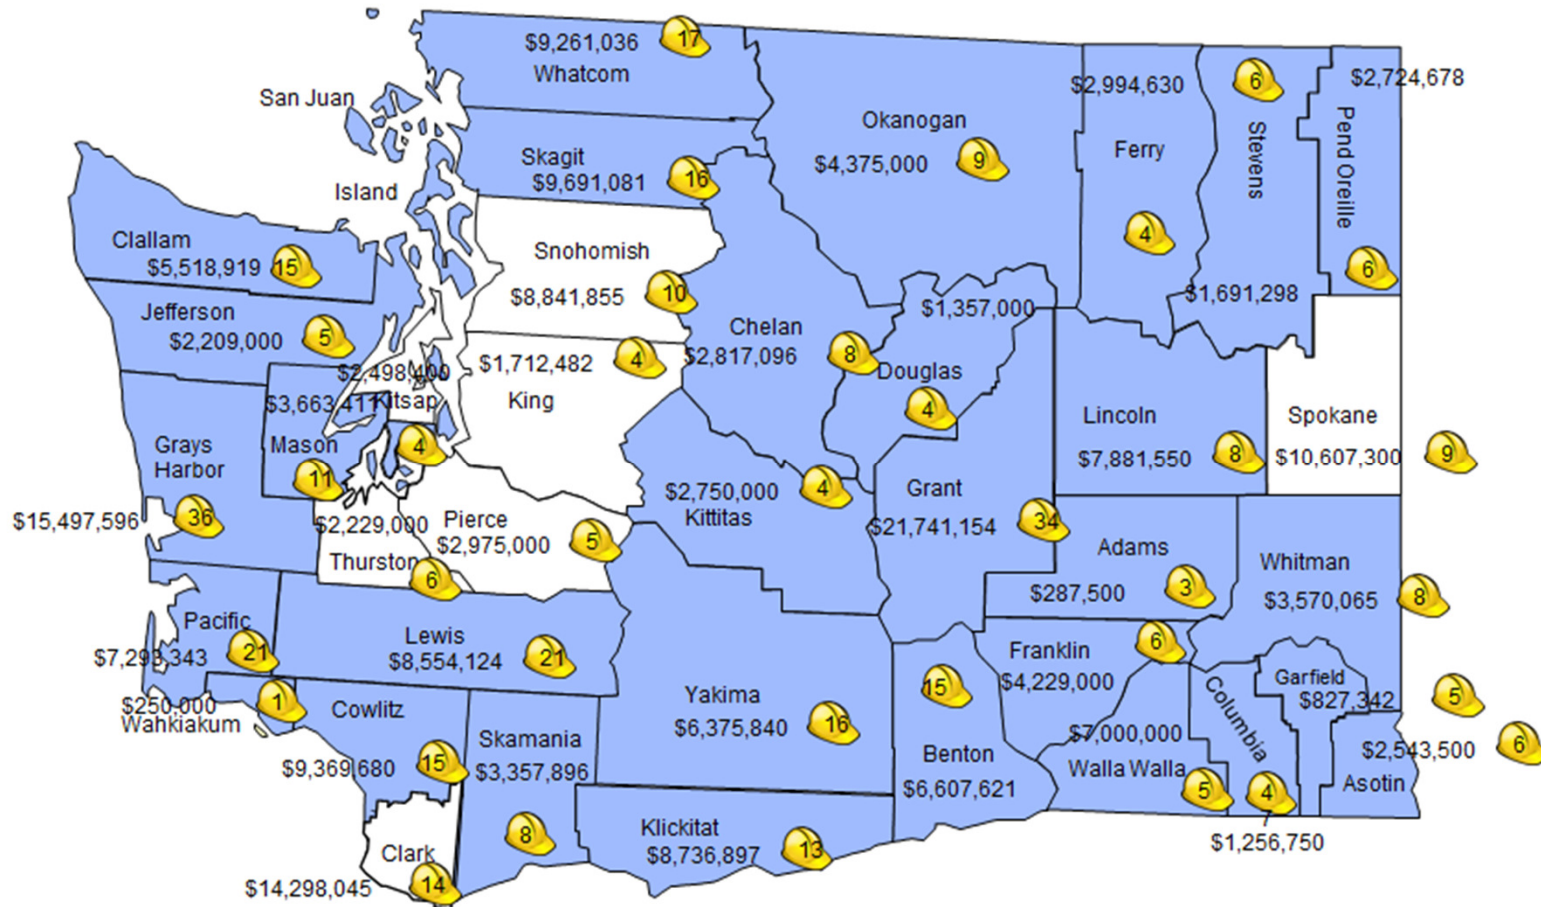 $9,261,036
17
Whatcom
San Juan
Okanogan
$4,375,000
9
$2,994,630
Ferry
4
6
Stevens
$1,691,298
$2,724,678
Pend Oreille
6
Skagit
$9,691,081
16
Island
Clallam
$5,518,919
15
Snohomish
$8,841,855
10
Jefferson
$2,209,000
5
$2,498,400
Kitsap
4
$1,712,482
4
King
Chelan
$2,817,096
8
$1,357,000
Douglas
4
$3,663,411
Mason
11
Grays
Harbor
$15,497,596
36
Lincoln
$7,881,550
8
Spokane
$10,607,300
9
$2,750,000
Kittitas
4
Grant
$21,741,154
34
$2,229,000
Thurston
6
Pierce
$2,975,000
5
Adams
$287,500
3
Whitman
$3,570,065
8
Pacific
$7,293,343
21
Lewis
$8,554,124
21
Franklin
$4,229,000
6
Garfield
$827,342
5
$250,000
Wahkiakum
1
Cowlitz
$9,369,680
15
Skamania
$3,357,896
8
Yakima
$6,375,840
16
15
Benton
$6,607,621
$7,000,000
Walla Walla
5
Columbia
4
$1,256,750
$2,543,500
6
Asotin
Clark
$14,298,045
14
Klickitat
$8,736,897
13